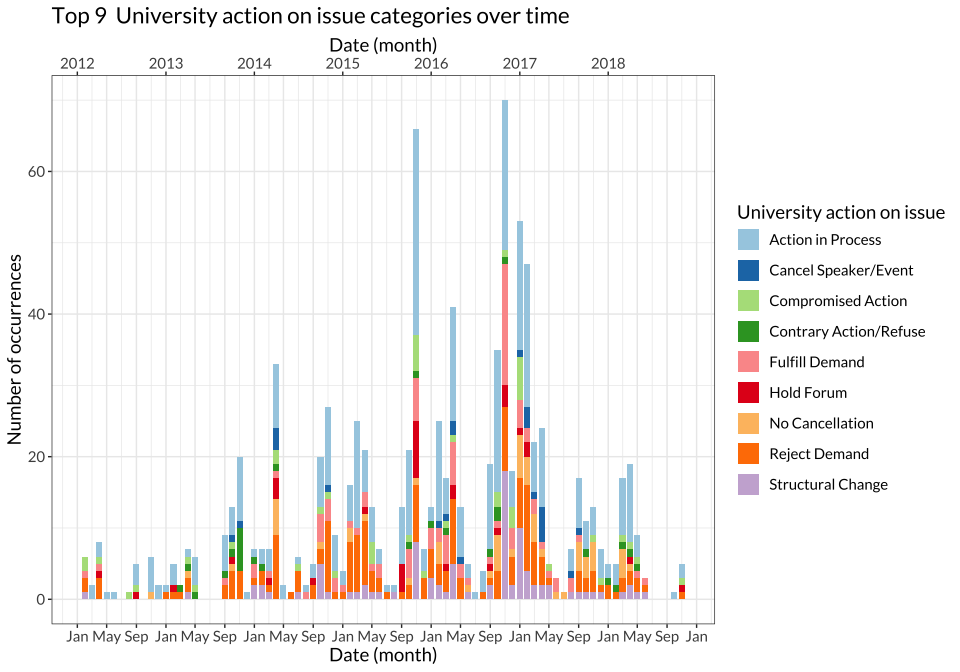 Top 9  University action on issue categories over time
Date (month)
2012 2013 2014 2015 2016 2017 2018
Number of occurrences
60
40
20
0
Jan May Sep Jan May Sep Jan May Sep Jan May Sep Jan May Sep Jan May Sep Jan May Sep Jan
Date (month)
University action on issue
Action in Process
Cancel Speaker/Event
Compromised Action
Contrary Action/Refuse
Fulfill Demand
Hold Forum
No Cancellation
Reject Demand
Structural Change